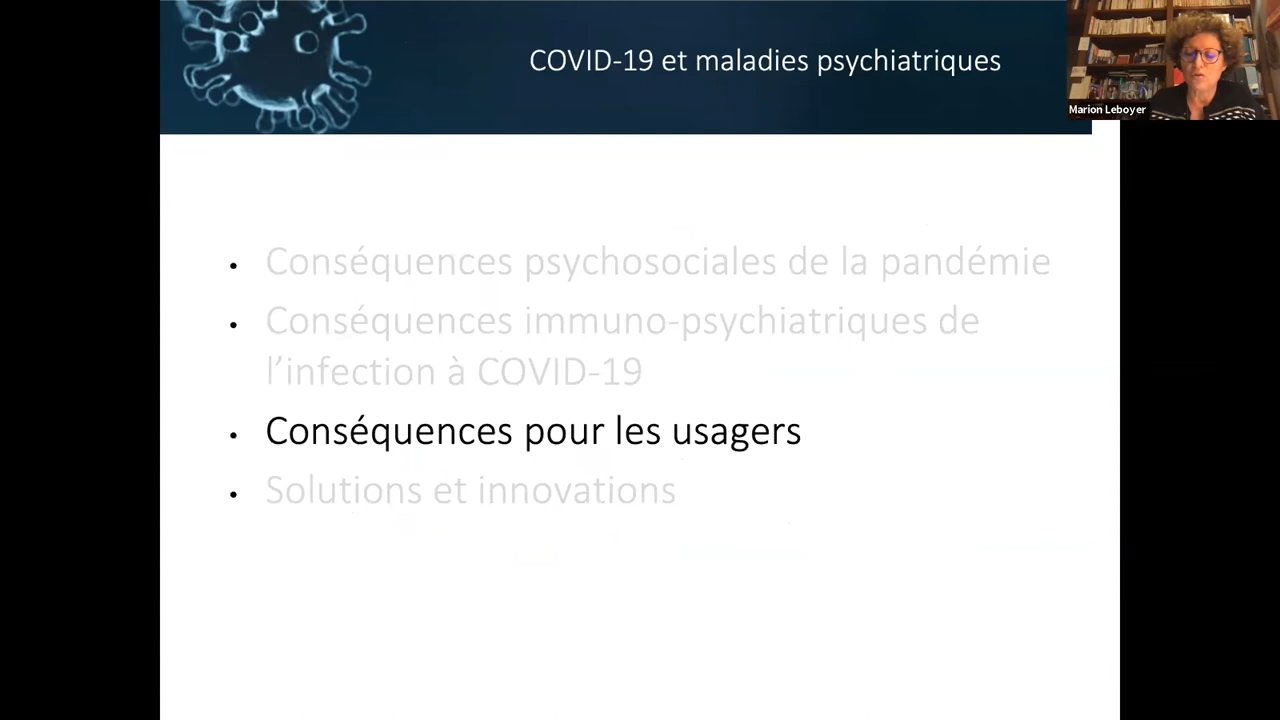 COVID-19 et maladies psychiatriques
Marion Leboyer
• Conséquences psychosociales de la pandémie
• Conséquences immuno-psychiatriques de
l’infection à COVID-19
• Conséquences pour les usagers
• Solutions et innovations